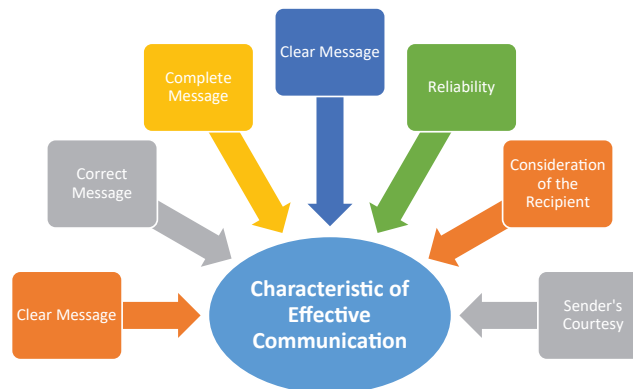 Clear Message
Complete
Message
Reliability
Correct
Message
Consideration
of the
Recipient
Clear Message
Characteristic of
Effective
Communication
Sender's
Courtesy